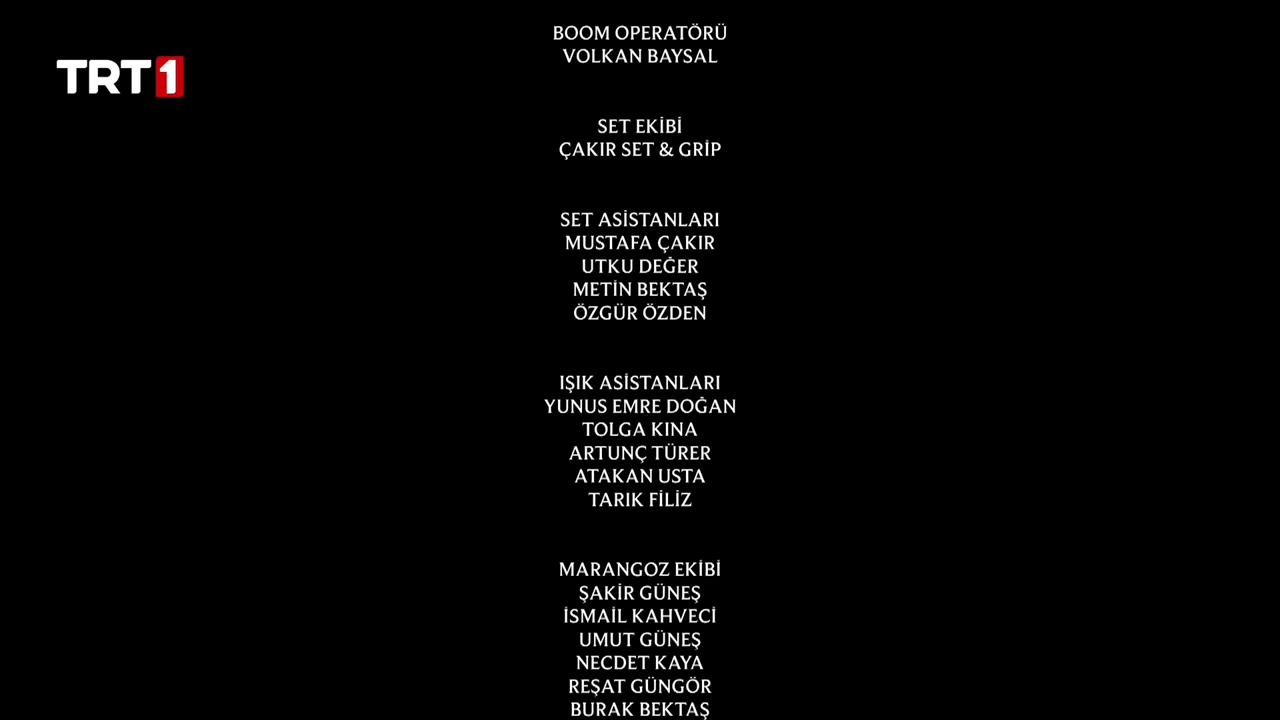 BOOM OPERATÖRÜ
VOLKAN BAYSAL
TRT 1
SET EKİBİ
ÇAKIR SET & GRİP
SET ASİSTANLARI
MUSTAFA ÇAKIR
UTKU DEĞER
METİN BEKTAŞ
ÖZGÜR ÖZDEN
IŞIK ASİSTANLARI
YUNUS EMRE DOĞAN
TOLGA KINA
ARTUNÇ TÜRER
ATAKAN USTA
TARIK FİLİZ
MARANGOZ EKİBİ
ŞAKİR GÜNEŞ
İSMAİL KAHVECİ
UMUT GÜNEŞ
NECDET KAYA
REŞAT GÜNGÖR
BURAK BEKTAŞ